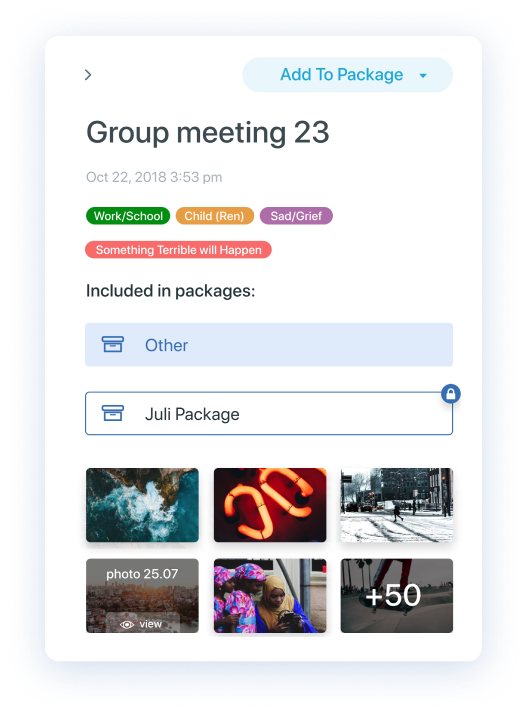 Add To Package
Group meeting 23
Oct 22, 2018 3:53 pm
Work/School Child (Ren) Sad/Grief
Something Terrible will Happen
Included in packages:
Other
Juli Package
photo 25.07
view
+50